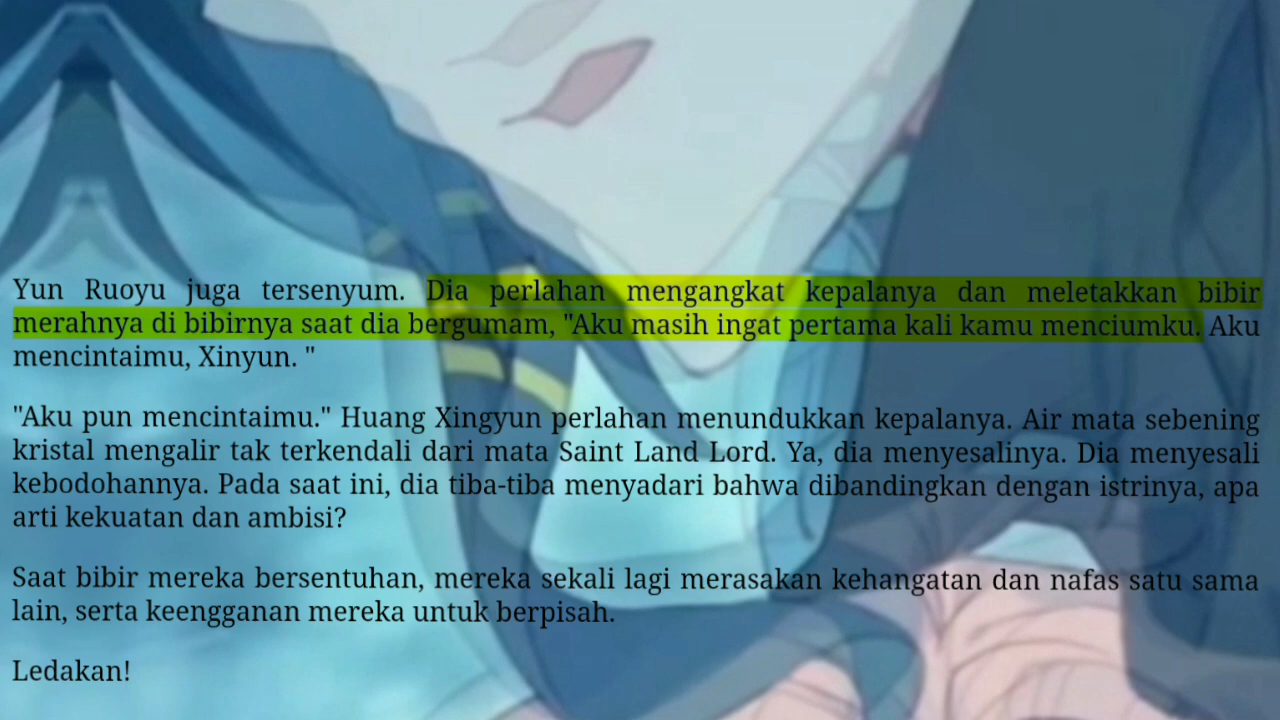 Yun Ruoyu juga tersenyum. Dia perlahan mengangkat kepalanya dan meletakkan bibir
merahnya di bibirnya saat dia bergumam, "Aku masih ingat pertama kali kamu menciumku. Aku
mencintaimu, Xinyun. "
"Aku pun mencintaimu." Huang Xingyun perlahan menundukkan kepalanya. Air mata sebening
kristal mengalir tak terkendali dari mata Saint Land Lord. Ya, dia menyesalinya. Dia menyesali
kebodohannya. Pada saat ini, dia tiba-tiba menyadari bahwa dibandingkan dengan istrinya, apa
arti kekuatan dan ambisi?
Saat bibir mereka bersentuhan, mereka sekali lagi merasakan kehangatan dan nafas satu sama
lain, serta keengganan mereka untuk berpisah.
Ledakan!